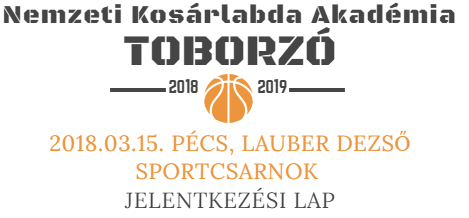 Nemzeti Kosárlabda Akadémia
TOBORZÓ
2018 2019
2018.03.15. PÉCS, LAUBER DEZSŐ
SPORTCSARNOK
JELENTKEZÉSI LAP